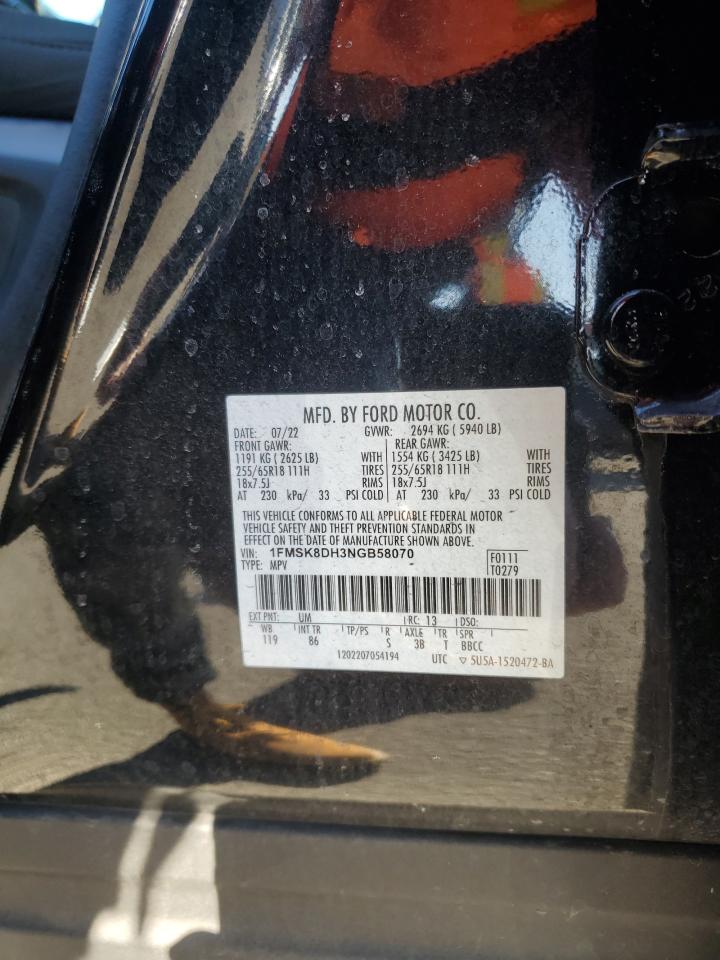 MFD. BY FORD MOTOR CO.
DATE: 07/22 GVWR: 2694 KG ( 5940 LB)
FRONT GAWR: REAR GAWR:
1191 KG ( 2625 LB) WITH 1554 KG ( 3425 LB) WITH
255/65R18 111H TIRES 255/65R18 111H TIRES
18x7.5J RIMS 18x7.5J RIMS
AT 230 kPa/ 33 PSI COLD AT 230 kPa/ 33 PSI COLD
THIS VEHICLE CONFORMS TO ALL APPLICABLE FEDERAL MOTOR
VEHICLE SAFETY AND THEFT PREVENTION STANDARDS IN
EFFECT ON THE DATE OF MANUFACTURE SHOWN ABOVE.
VIN: 1FMSK8DH3NGB58070 F0111
TYPE: MPV T0279
EXT PNT: UM RC: 13 DSO:
WB INT TR TP/PS R AXLE TR SPR
119 86 S 3B T BBCC
1202207054194 UTC ▽ 5U5A-1520472-BA